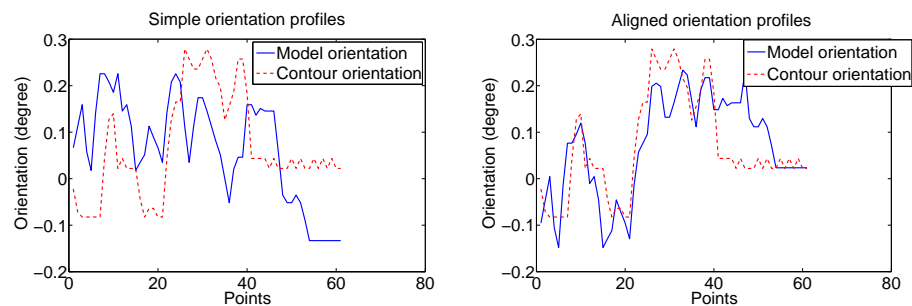 Simple orientation profiles
0.3
0.2
0.1
0
−0.1
−0.2
Orientation (degree)
Model orientation
Contour orientation
0
20
40
60
80
Points
Aligned orientation profiles
0.3
0.2
0.1
0
−0.1
−0.2
Orientation (degree)
Model orientation
Contour orientation
0
20
40
60
80
Points